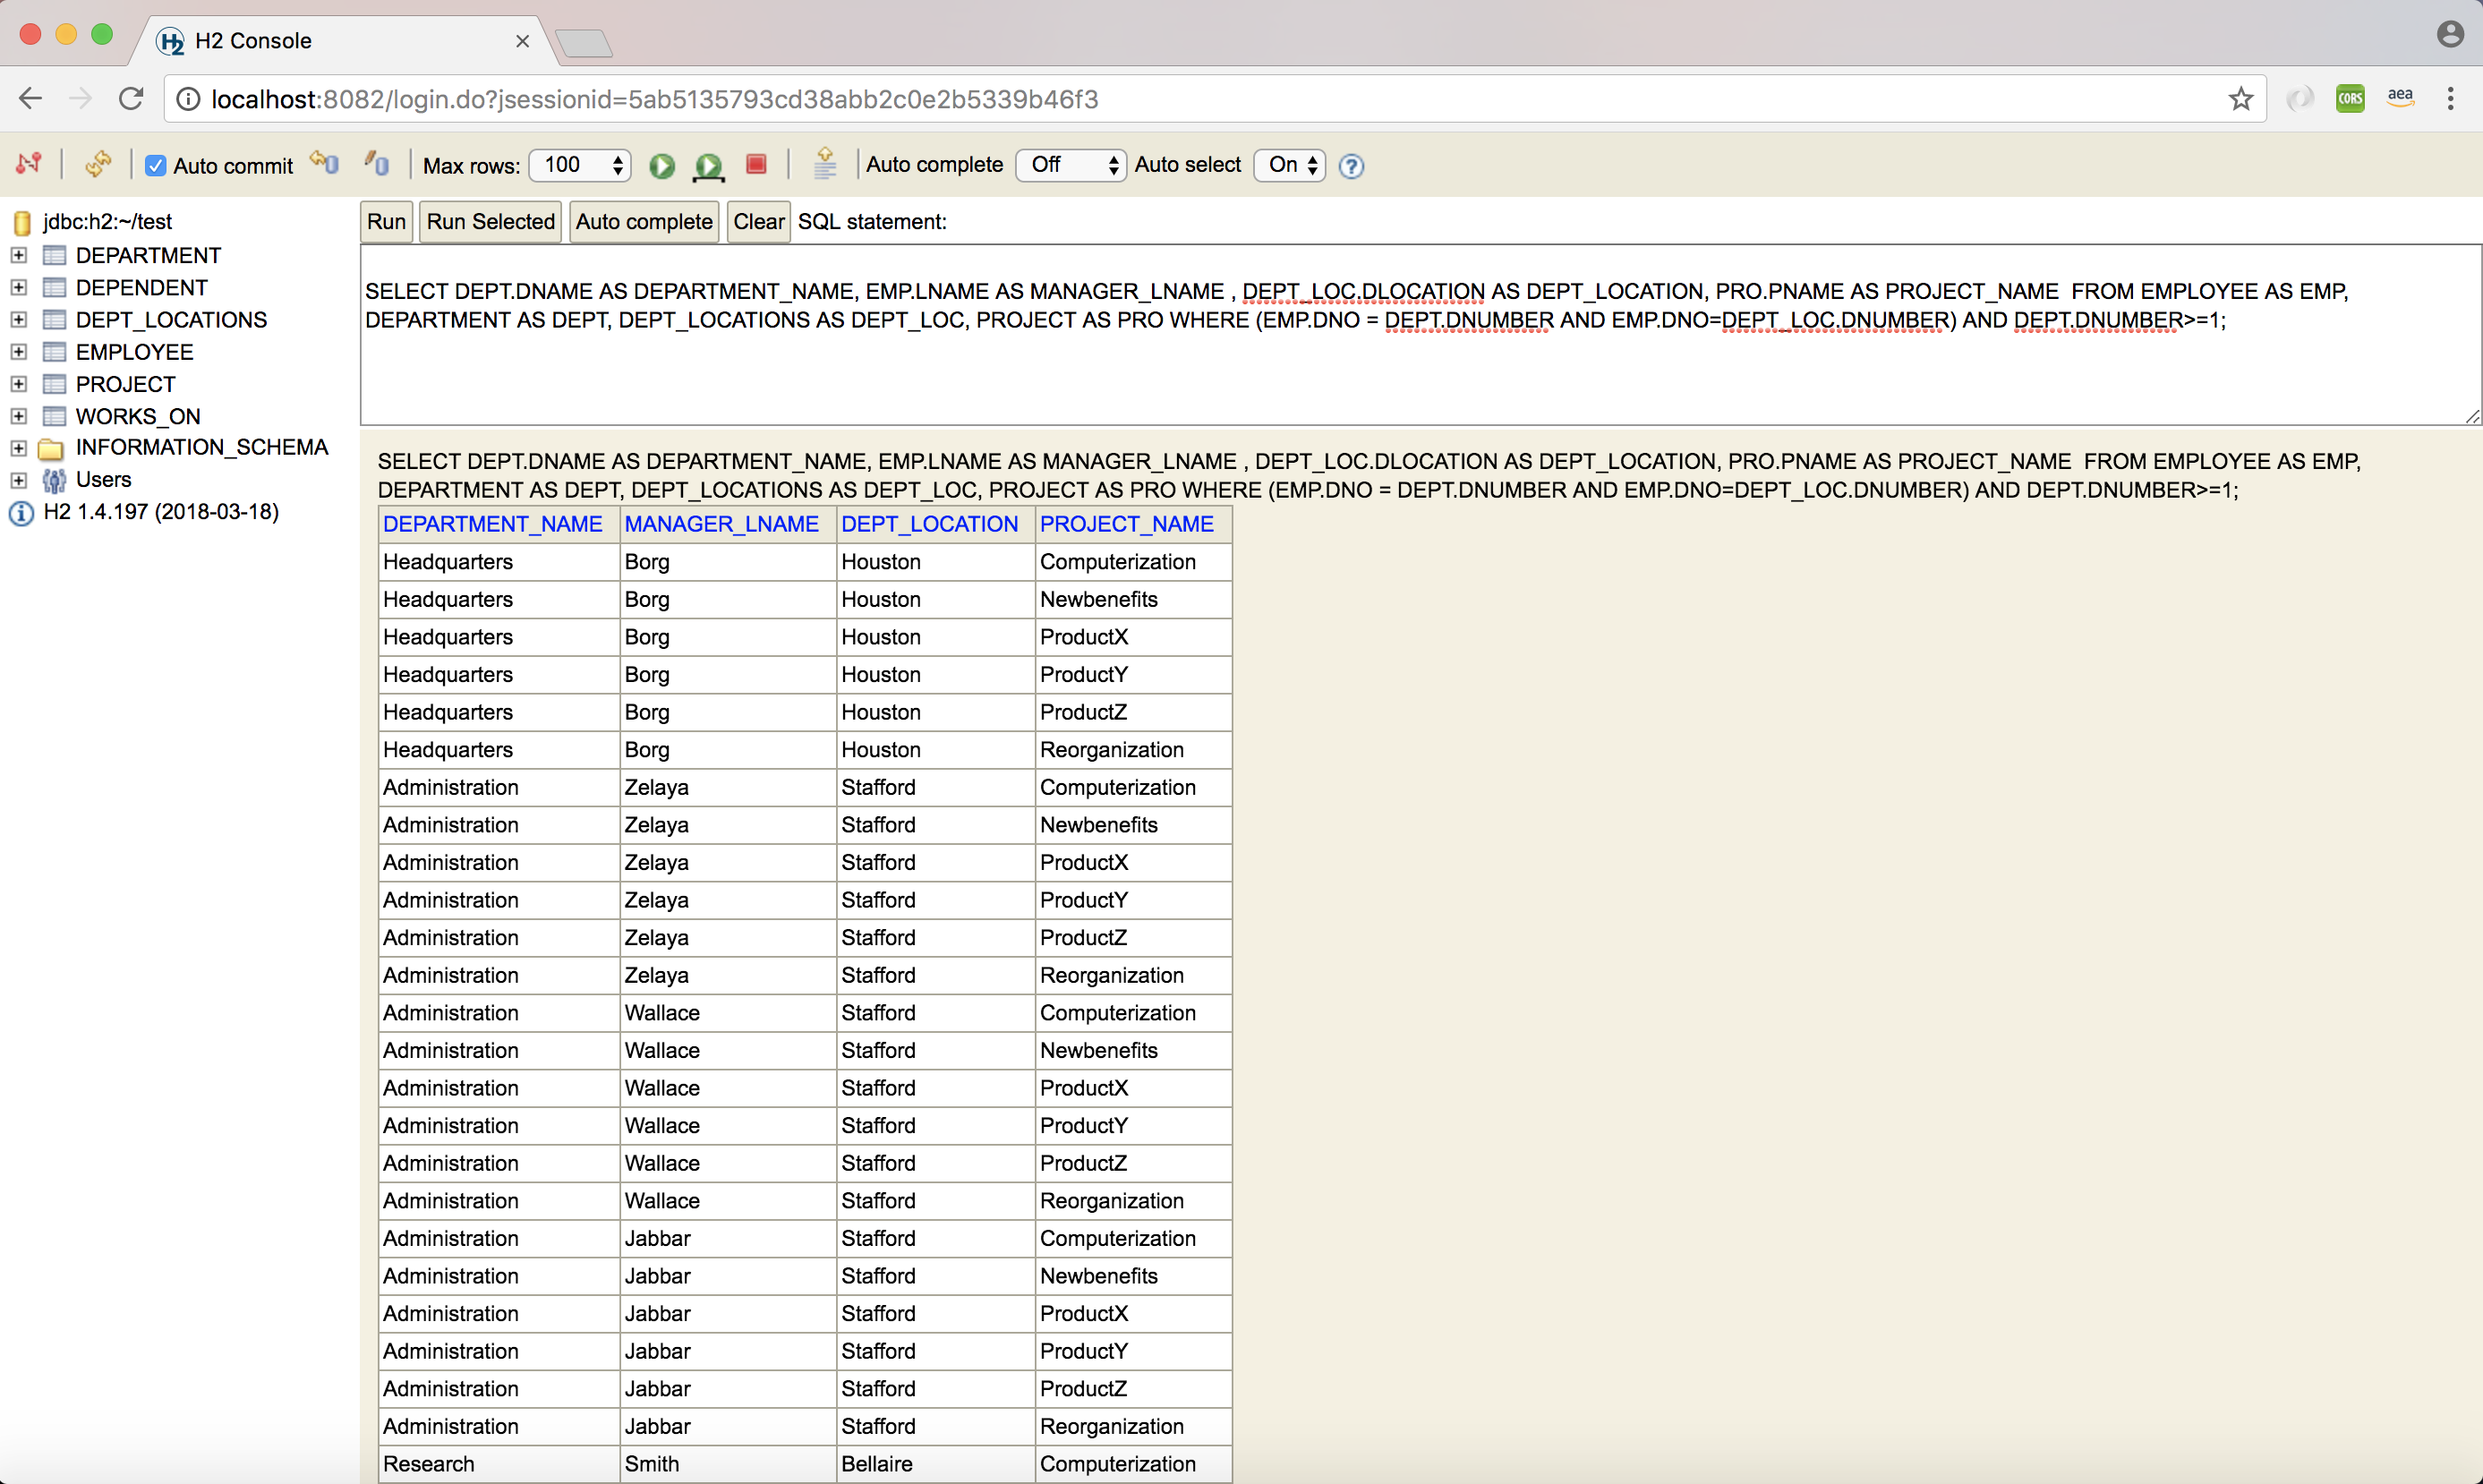 H2 Console
localhost:8082/login.do?jsessionid=5ab5135793cd38abb2c0e2b5339b46f3
CORS
aea
Auto commit
Max rows: 100
Auto complete Off
Auto select On
jdbc:h2:~/test
DEPARTMENT
DEPENDENT
DEPT_LOCATIONS
EMPLOYEE
PROJECT
WORKS_ON
INFORMATION_SCHEMA
Users
H2 1.4.197 (2018-03-18)
Run Run Selected Auto complete Clear SQL statement:
SELECT DEPT.DNAME AS DEPARTMENT_NAME, EMP.LNAME AS MANAGER_LNAME , DEPT_LOC.DLOCATION AS DEPT_LOCATION, PRO.PNAME AS PROJECT_NAME  FROM EMPLOYEE AS EMP,
DEPARTMENT AS DEPT, DEPT_LOCATIONS AS DEPT_LOC, PROJECT AS PRO WHERE (EMP.DNO = DEPT.DNUMBER AND EMP.DNO=DEPT_LOC.DNUMBER) AND DEPT.DNUMBER>=1;
SELECT DEPT.DNAME AS DEPARTMENT_NAME, EMP.LNAME AS MANAGER_LNAME , DEPT_LOC.DLOCATION AS DEPT_LOCATION, PRO.PNAME AS PROJECT_NAME  FROM EMPLOYEE AS EMP,
DEPARTMENT AS DEPT, DEPT_LOCATIONS AS DEPT_LOC, PROJECT AS PRO WHERE (EMP.DNO = DEPT.DNUMBER AND EMP.DNO=DEPT_LOC.DNUMBER) AND DEPT.DNUMBER>=1;
DEPARTMENT_NAME MANAGER_LNAME DEPT_LOCATION PROJECT_NAME
Headquarters Borg Houston Computerization
Headquarters Borg Houston Newbenefits
Headquarters Borg Houston ProductX
Headquarters Borg Houston ProductY
Headquarters Borg Houston ProductZ
Headquarters Borg Houston Reorganization
Administration Zelaya Stafford Computerization
Administration Zelaya Stafford Newbenefits
Administration Zelaya Stafford ProductX
Administration Zelaya Stafford ProductY
Administration Zelaya Stafford ProductZ
Administration Zelaya Stafford Reorganization
Administration Wallace Stafford Computerization
Administration Wallace Stafford Newbenefits
Administration Wallace Stafford ProductX
Administration Wallace Stafford ProductY
Administration Wallace Stafford ProductZ
Administration Wallace Stafford Reorganization
Administration Jabbar Stafford Computerization
Administration Jabbar Stafford Newbenefits
Administration Jabbar Stafford ProductX
Administration Jabbar Stafford ProductY
Administration Jabbar Stafford ProductZ
Administration Jabbar Stafford Reorganization
Research Smith Bellaire Computerization